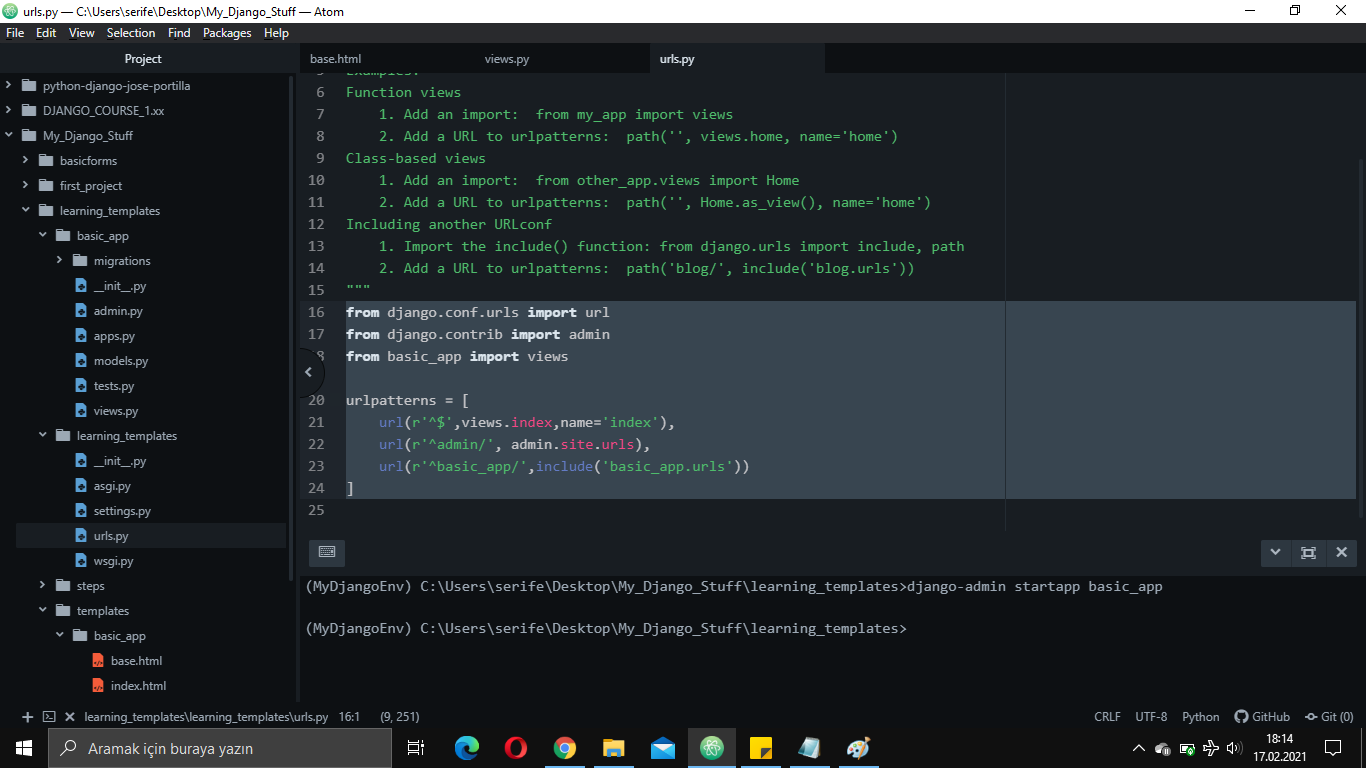 urls.py — C:\Users\serife\Desktop\My_Django_Stuff — Atom
File Edit View Selection Find Packages Help
Project
python-django-jose-portilla
DJANGO_COURSE_1.xx
My_Django_Stuff
basicforms
first_project
learning_templates
basic_app
migrations
__init__.py
admin.py
apps.py
models.py
tests.py
views.py
learning_templates
__init__.py
asgi.py
settings.py
urls.py
wsgi.py
steps
templates
basic_app
base.html
index.html
base.html views.py urls.py
5 Examples:
6 Function views
7     1. Add an import:  from my_app import views
8     2. Add a URL to urlpatterns:  path('', views.home, name='home')
9 Class-based views
10     1. Add an import:  from other_app.views import Home
11     2. Add a URL to urlpatterns:  path('', Home.as_view(), name='home')
12 Including another URLconf
13     1. Import the include() function: from django.urls import include, path
14     2. Add a URL to urlpatterns:  path('blog/', include('blog.urls'))
15 """
16 from django.conf.urls import url
17 from django.contrib import admin
8 from basic_app import views
20 urlpatterns = [
21     url(r'^$',views.index,name='index'),
22     url(r'^admin/', admin.site.urls),
23     url(r'^basic_app/',include('basic_app.urls'))
24 ]
25
(MyDjangoEnv) C:\Users\serife\Desktop\My_Django_Stuff\learning_templates>django-admin startapp basic_app
(MyDjangoEnv) C:\Users\serife\Desktop\My_Django_Stuff\learning_templates>
learning_templates\learning_templates\urls.py 16:1 (9, 251) CRLF UTF-8 Python GitHub Git (0)
Aramak için buraya yazın
18:14
17.02.2021